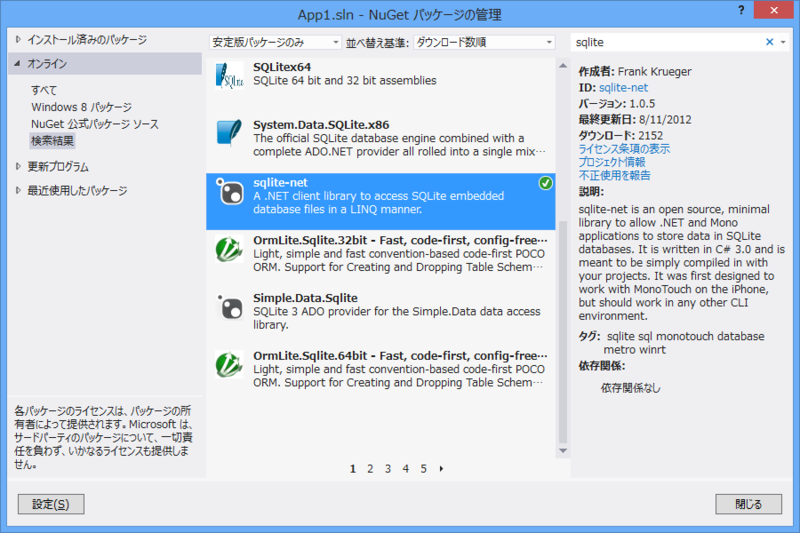 App1.sln - NuGet パッケージの管理
?
インストール済みのパッケージ
オンライン
すべて
Windows 8 パッケージ
NuGet 公式パッケージ ソース
検索結果
更新プログラム
最近使用したパッケージ
各パッケージのライセンスは、パッケージの所
有者によって提供されます。Microsoft は、
サードパーティのパッケージについて、一切責
任を負わず、いかなるライセンスも提供しませ
ん。
設定(S)
安定版パッケージのみ
並べ替え基準:
ダウンロード数順
SQLite
SQLitex64
SQLite 64 bit and 32 bit assemblies
System.Data.SQLite.x86
The official SQLite database engine combined with a
complete ADO.NET provider all rolled into a single mix...
sqlite-net
A .NET client library to access SQLite embedded
database files in a LINQ manner.
OrmLite.Sqlite.32bit - Fast, code-first, config-free...
Light, simple and fast convention-based code-first POCO
ORM. Support for Creating and Dropping Table Schem...
Simple.Data.Sqlite
SQLite 3 ADO provider for the Simple.Data data access
library.
OrmLite.Sqlite.64bit - Fast, code-first, config-free...
Light, simple and fast convention-based code-first POCO
ORM. Support for Creating and Dropping Table Schem...
1 2 3 4 5
sqlite
作成者: Frank Krueger
ID: sqlite-net
バージョン: 1.0.5
最終更新日: 8/11/2012
ダウンロード: 2152
ライセンス条項の表示
プロジェクト情報
不正使用を報告
説明:
sqlite-net is an open source, minimal
library to allow .NET and Mono
applications to store data in SQLite
databases. It is written in C# 3.0 and is
meant to be simply compiled in with
your projects. It was first designed to
work with MonoTouch on the iPhone,
but should work in any other CLI
environment.
タグ: sqlite sql monotouch database
metro winrt
依存関係:
依存関係なし
閉じる